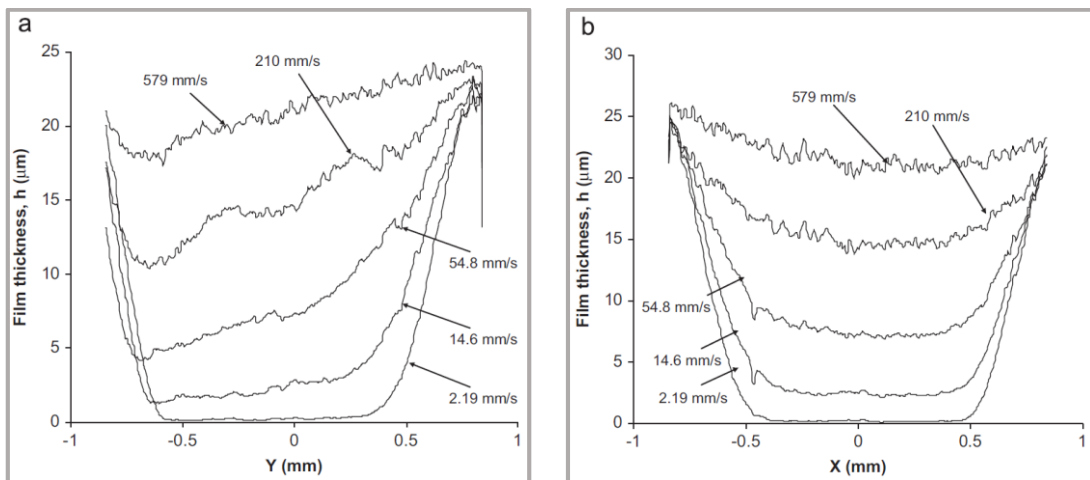 a
25
20
15
10
5
0
Film thickness, h (μm)
579 mm/s
210 mm/s
54.8 mm/s
14.6 mm/s
2.19 mm/s
-1
-0.5
0
0.5
1
Y (mm)
b
30
25
20
15
10
5
0
Film thickness, h (μm)
579 mm/s
210 mm/s
54.8 mm/s
14.6 mm/s
2.19 mm/s
-1
-0.5
0
0.5
1
X (mm)